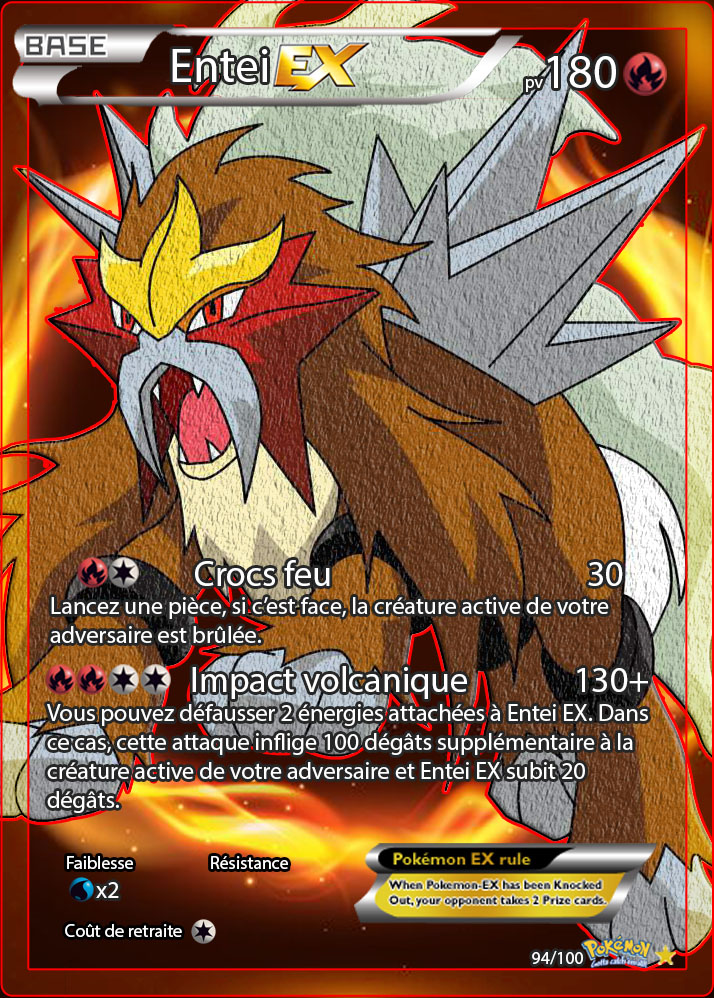 BASE
Entei EX
PV180
Crocs feu 30
Lancez une pièce, si c’est face, la créature active de votre
adversaire est brûlée.
Impact volcanique 130+
Vous pouvez défausser 2 énergies attachées à Entei EX. Dans
ce cas, cette attaque inflige 100 dégâts supplémentaire à la
créature active de votre adversaire et Entei EX subit 20
dégâts.
Faiblesse Résistance
x2
Pokémon EX rule
When Pokemon-EX has been Knocked
Out, your opponent takes 2 Prize cards.
Coût de retraite
94/100 POKéMON
Gotta catch 'em all!